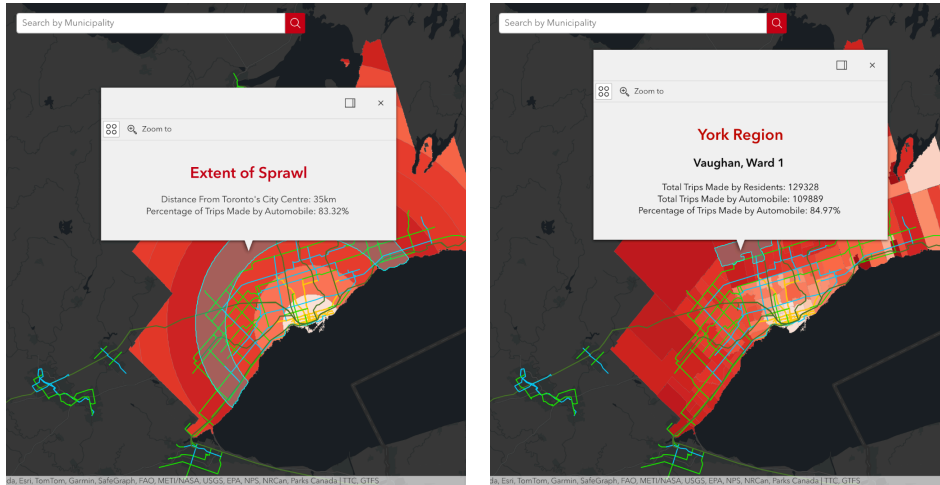 Search by Municipality
Zoom to
Extent of Sprawl
Distance From Toronto's City Centre: 35km
Percentage of Trips Made by Automobile: 83.32%
da, Esri, TomTom, Garmin, SafeGraph, FAO, METI/NASA, USGS, EPA, NPS, NRCan, Parks Canada | TTC, GTFS
Search by Municipality
Zoom to
York Region
Vaughan, Ward 1
Total Trips Made by Residents: 129328
Total Trips Made by Automobile: 109889
Percentage of Trips Made by Automobile: 84.97%
da, Esri, TomTom, Garmin, SafeGraph, FAO, METI/NASA, USGS, EPA, NPS, NRCan, Parks Canada | TTC, GTFS